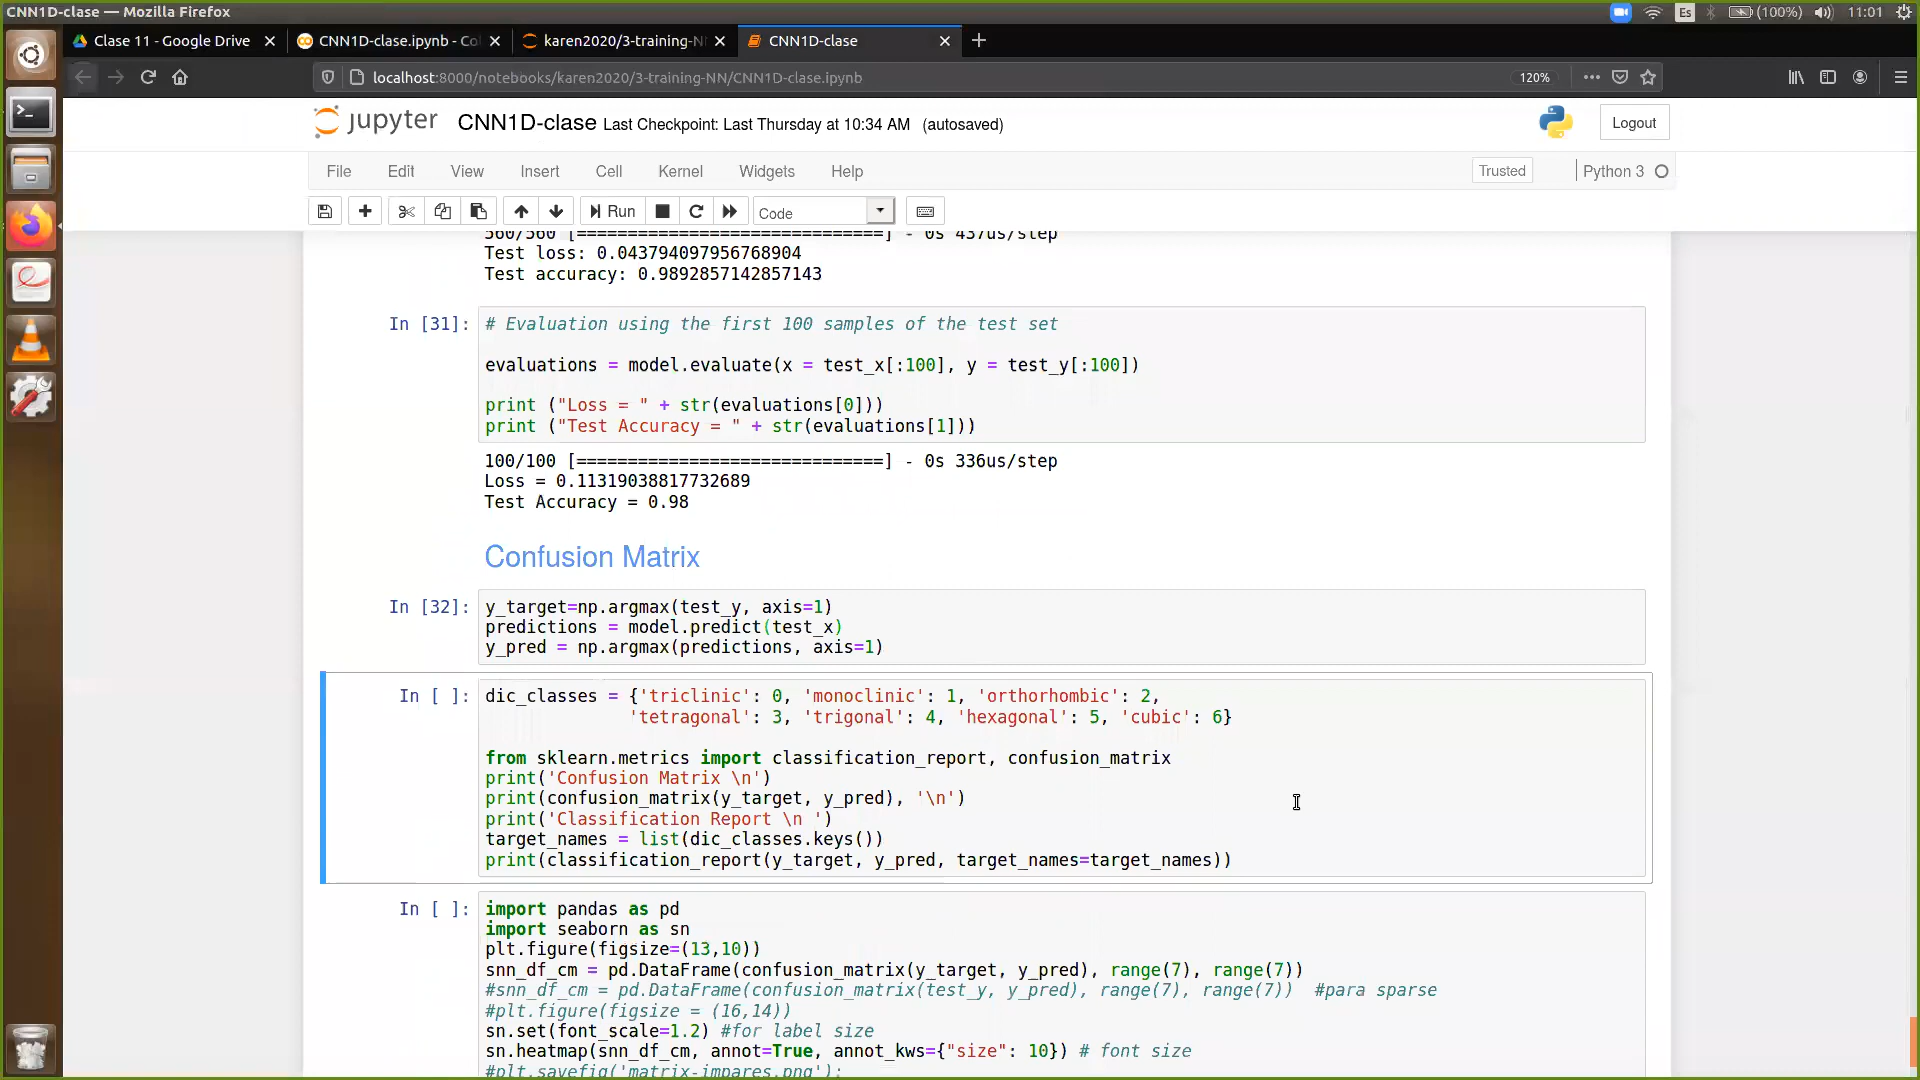 CNN1D-clase — Mozilla Firefox
Es (100%) 11:01
Clase 11 - Google Drive
CNN1D-clase.ipynb - Co
karen2020/3-training-N
CNN1D-clase
localhost:8000/notebooks/karen2020/3-training-NN/CNN1D-clase.ipynb
120%
jupyter CNN1D-clase Last Checkpoint: Last Thursday at 10:34 AM (autosaved)
Logout
File Edit View Insert Cell Kernel Widgets Help
Trusted
Python 3
Run
Code
560/560 [==============================] - 0s 437us/step
Test loss: 0.043794097956768904
Test accuracy: 0.9892857142857143
In [31]:
# Evaluation using the first 100 samples of the test set
evaluations = model.evaluate(x = test_x[:100], y = test_y[:100])
print ("Loss = " + str(evaluations[0]))
print ("Test Accuracy = " + str(evaluations[1]))
100/100 [==============================] - 0s 336us/step
Loss = 0.11319038817732689
Test Accuracy = 0.98
Confusion Matrix
In [32]:
y_target=np.argmax(test_y, axis=1)
predictions = model.predict(test_x)
y_pred = np.argmax(predictions, axis=1)
In [ ]:
dic_classes = {'triclinic': 0, 'monoclinic': 1, 'orthorhombic': 2,
'tetragonal': 3, 'trigonal': 4, 'hexagonal': 5, 'cubic': 6}
from sklearn.metrics import classification_report, confusion_matrix
print('Confusion Matrix \n')
print(confusion_matrix(y_target, y_pred), '\n')
print('Classification Report \n ')
target_names = list(dic_classes.keys())
print(classification_report(y_target, y_pred, target_names=target_names))
In [ ]:
import pandas as pd
import seaborn as sn
plt.figure(figsize=(13,10))
snn_df_cm = pd.DataFrame(confusion_matrix(y_target, y_pred), range(7), range(7))
#snn_df_cm = pd.DataFrame(confusion_matrix(test_y, y_pred), range(7), range(7))  #para sparse
#plt.figure(figsize = (16,14))
sn.set(font_scale=1.2) #for label size
sn.heatmap(snn_df_cm, annot=True, annot_kws={"size": 10}) # font size
#plt.savefig('matrix-impares.png');